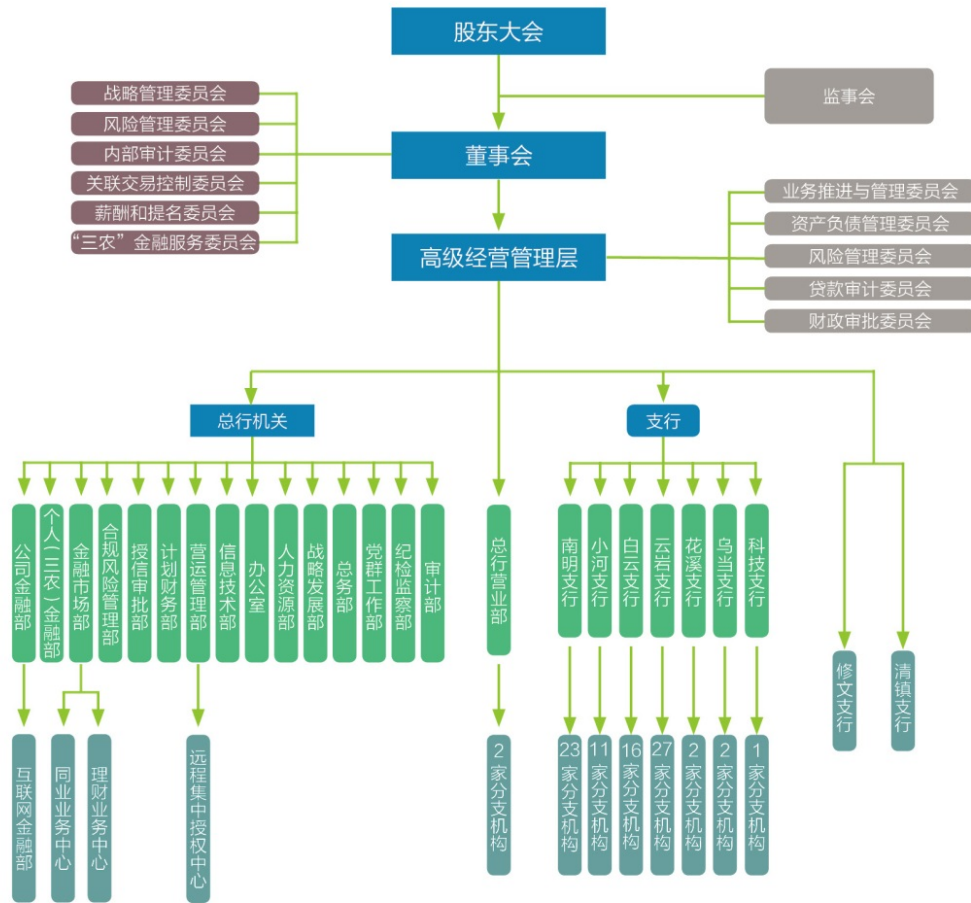 股东大会
监事会
战略管理委员会
风险管理委员会
内部审计委员会
关联交易控制委员会
薪酬和提名委员会
“三农”金融服务委员会
董事会
高级经营管理层
业务推进与管理委员会
资产负债管理委员会
风险管理委员会
贷款审计委员会
财政审批委员会
总行机关
支行
公司金融部
个人(三农)金融部
金融市场部
合规风险管理部
授信审批部
计划财务部
营运管理部
信息技术部
办公室
人力资源部
战略发展部
总务部
党群工作部
纪检监察部
审计部
总行营业部
南明支行
小河支行
白云支行
云岩支行
花溪支行
乌当支行
科技支行
修文支行
清镇支行
互联网金融部
同业业务中心
理财业务中心
远程集中授权中心
2家分支机构
23家分支机构
11家分支机构
16家分支机构
27家分支机构
2家分支机构
2家分支机构
1家分支机构